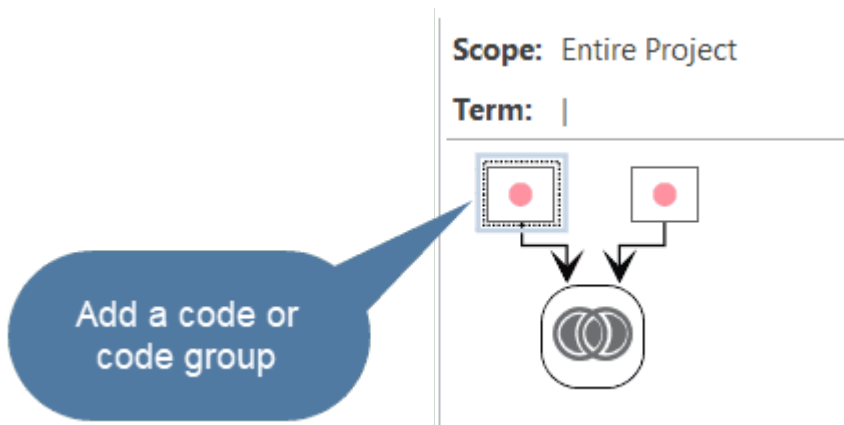 Scope: Entire Project
Term: |
Add a code or
code group